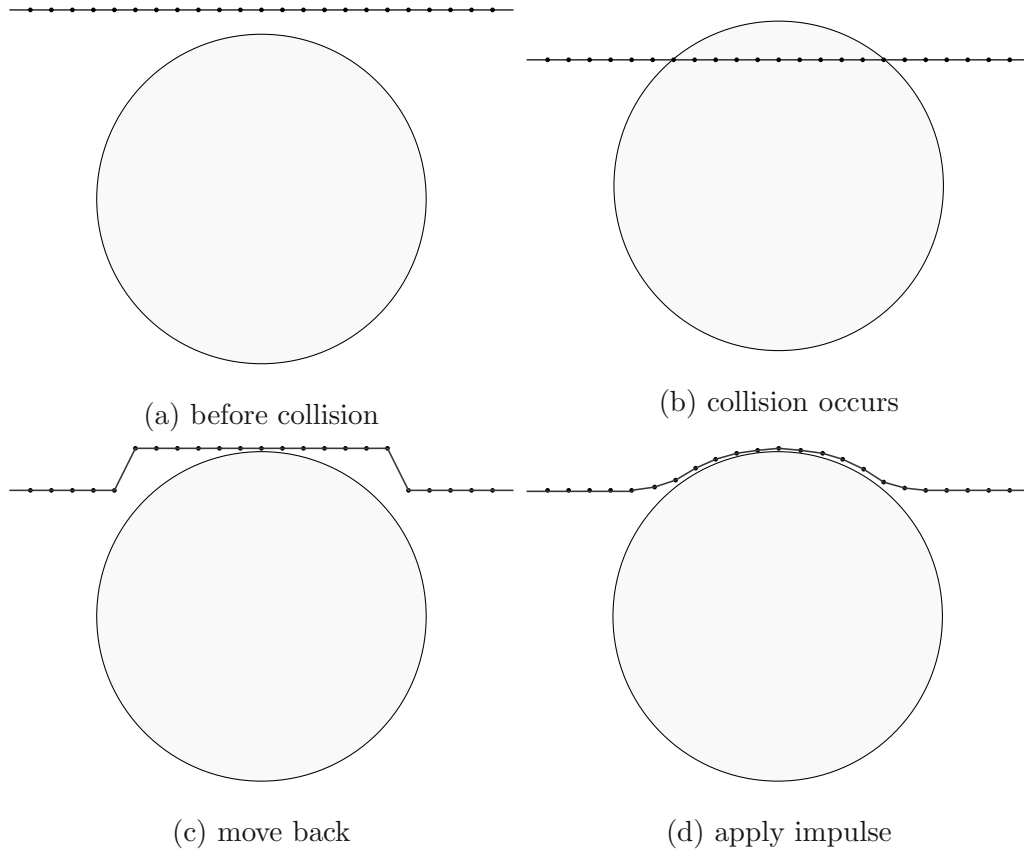 (a) before collision
(b) collision occurs
(c) move back
(d) apply impulse